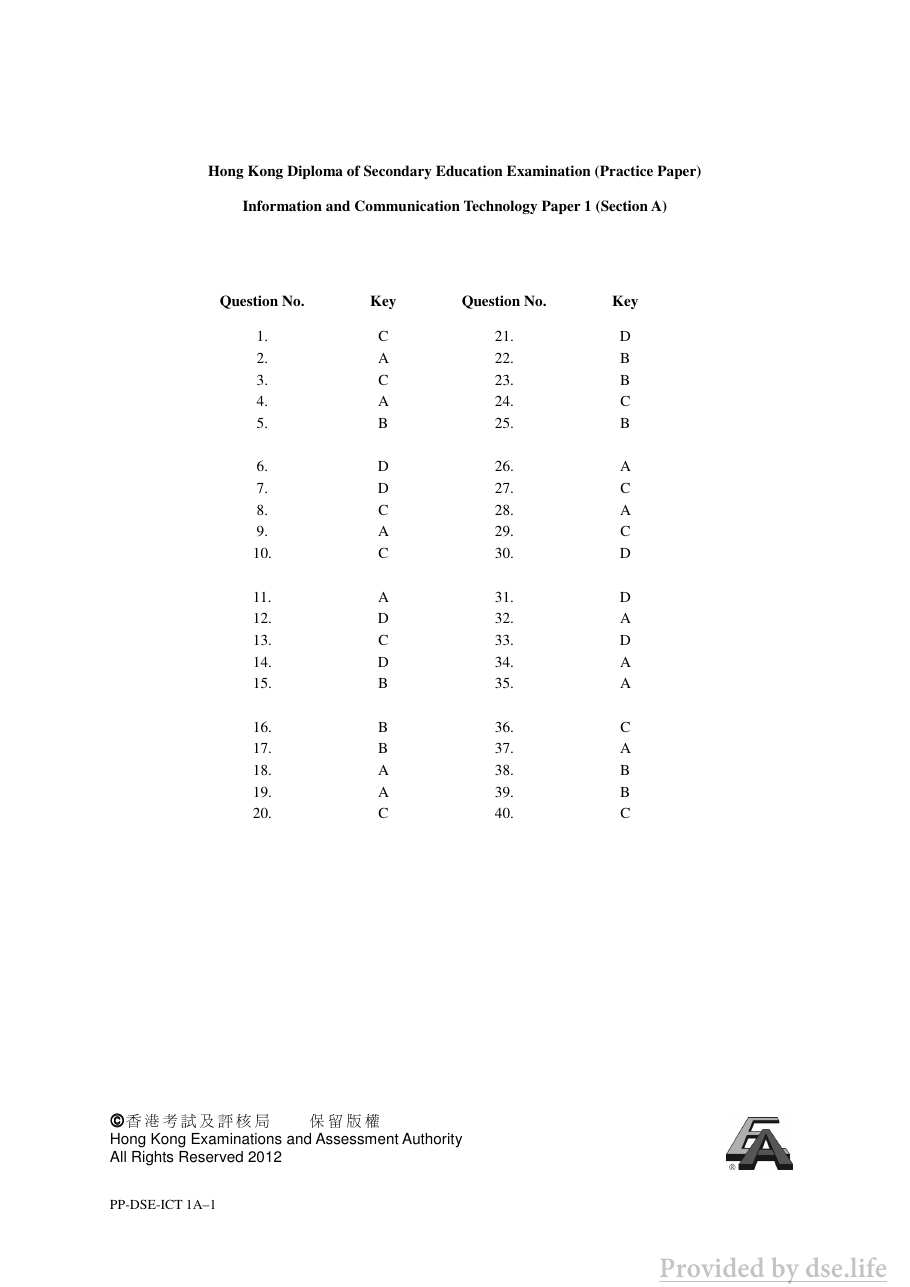 Hong Kong Diploma of Secondary Education Examination (Practice Paper)
Information and Communication Technology Paper 1 (Section A)
Question No. Key Question No. Key
1. C 21. D
2. A 22. B
3. C 23. B
4. A 24. C
5. B 25. B
6. D 26. A
7. D 27. C
8. C 28. A
9. A 29. C
10. C 30. D
11. A 31. D
12. D 32. A
13. C 33. D
14. D 34. A
15. B 35. A
16. B 36. C
17. B 37. A
18. A 38. B
19. A 39. B
20. C 40. C
©香港考試及評核局 保留版權
Hong Kong Examinations and Assessment Authority
All Rights Reserved 2012
EA
®
PP-DSE-ICT 1A–1
Provided by dse.life